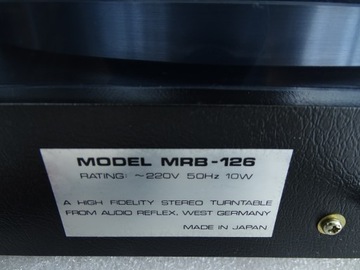 MODEL MRB-126
RATING: ~220V 50Hz 10W
A HIGH FIDELITY STEREO TURNTABLE
FROM AUDIO REFLEX, WEST GERMANY
MADE IN JAPAN